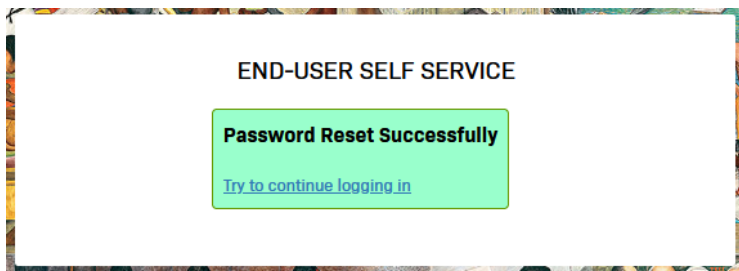 END-USER SELF SERVICE
Password Reset Successfully
Try to continue logging in